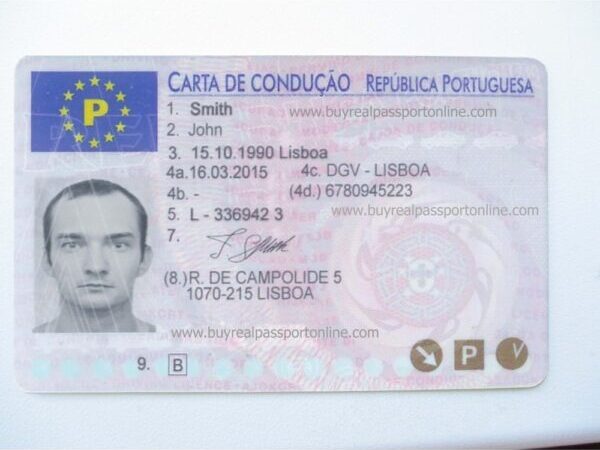 P
CARTA DE CONDUÇÃO REPÚBLICA PORTUGUESA
1. Smith www.buyrealpassportonline.com
2. John
3. 15.10.1990 Lisboa
4a.16.03.2015 4c. DGV - LISBOA
4b. - (4d.) 6780945223
5. L - 336942 3 www.buyrealpassportonline.com
7.
(8.)R. DE CAMPOLIDE 5
1070-215 LISBOA
www.buyrealpassportonline.com
9. B P V